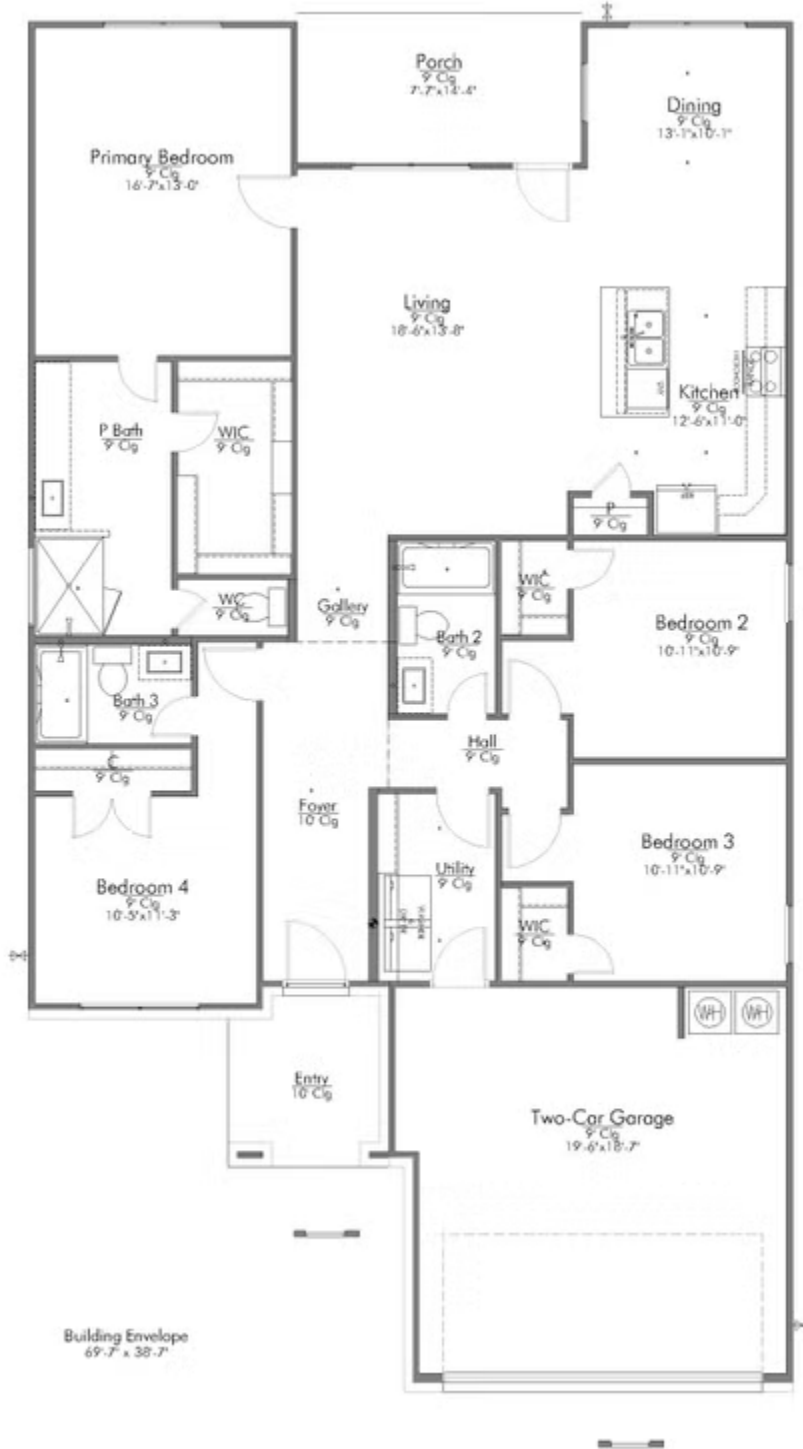 Porch
9' Clg
7'-7"x14'-4"
Dining
9' Clg
13'-1"x10'-1"
Primary Bedroom
9' Clg
16'-7"x13'-0"
Living
9' Clg
18'-6"x13'-8"
Kitchen
9' Clg
12'-6"x11'-0"
P Bath
9' Clg
WIC
9' Clg
P
9' Clg
WC
9' Clg
Gallery
9' Clg
Bath 2
9' Clg
WIC
9' Clg
Bedroom 2
9' Clg
10'-11"x10'-9"
Bath 3
9' Clg
C
9' Clg
Hall
9' Clg
Foyer
10' Clg
Bedroom 3
9' Clg
10'-11"x10'-9"
Utility
9' Clg
Bedroom 4
9' Clg
10'-5"x11'-3"
WIC
9' Clg
WH
WH
Entry
10' Clg
Two-Car Garage
9' Clg
19'-6"x18'-7"
Building Envelope
69'-7" x 38'-7"